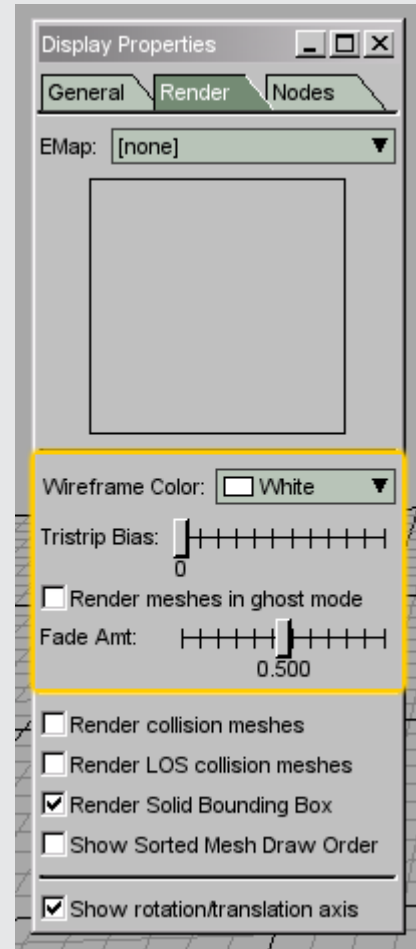 Display Properties
General Render Nodes
EMap: [none]
Wireframe Color: White
Tristrip Bias:
0
Render meshes in ghost mode
Fade Amt:
0.500
Render collision meshes
Render LOS collision meshes
Render Solid Bounding Box
Show Sorted Mesh Draw Order
Show rotation/translation axis